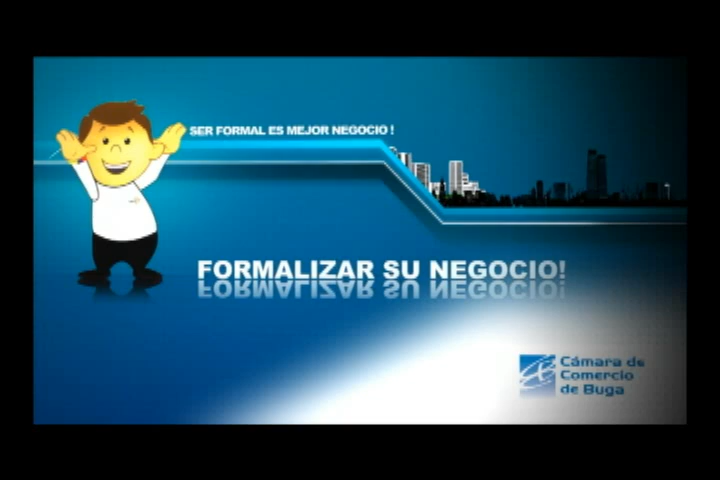 SER FORMAL ES MEJOR NEGOCIO !
FORMALIZAR SU NEGOCIO!
Cámara de
Comercio
de Buga